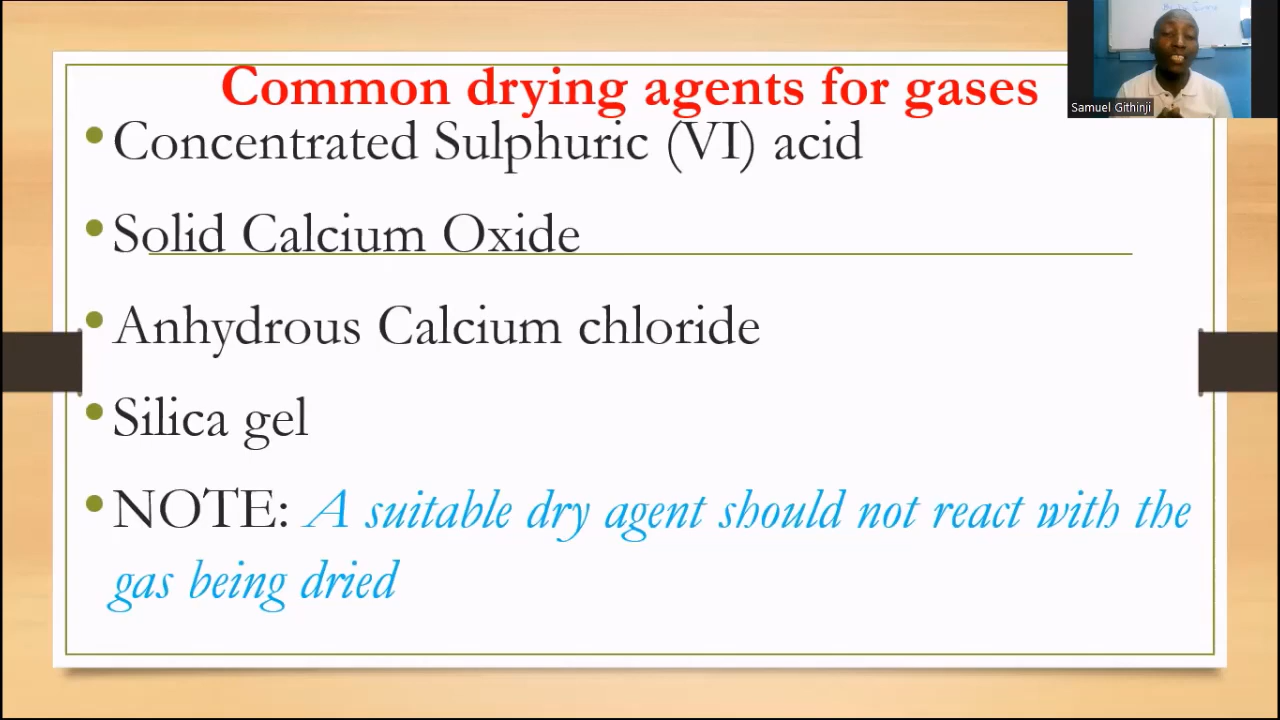 Common drying agents for gases
Samuel Githinji
• Concentrated Sulphuric (VI) acid
• Solid Calcium Oxide
• Anhydrous Calcium chloride
• Silica gel
• NOTE: A suitable dry agent should not react with the
gas being dried